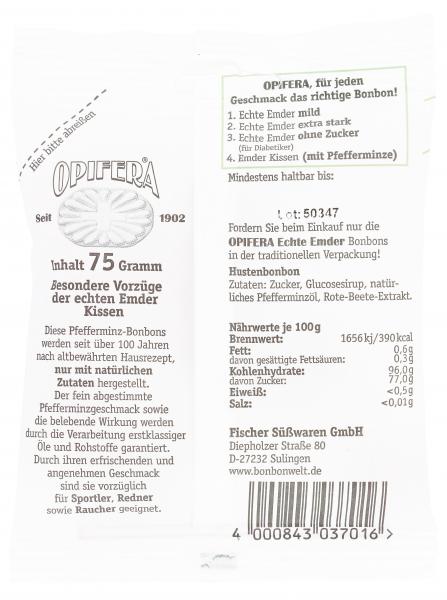 Hier bitte abreißen
OPIFERA®
Seit 1902
Inhalt 75 Gramm
Besondere Vorzüge
der echten Emder
Kissen
Diese Pfefferminz-Bonbons
werden seit über 100 Jahren
nach altbewährten Hausrezept,
nur mit natürlichen
Zutaten hergestellt.
Der fein abgestimmte
Pfefferminzgeschmack sowie
die belebende Wirkung werden
durch die Verarbeitung erstklassiger
Öle und Rohstoffe garantiert.
Durch ihren erfrischenden und
angenehmen Geschmack
sind sie vorzüglich
für Sportler, Redner
sowie Raucher geeignet.
OPIFERA, für jeden
Geschmack das richtige Bonbon!
1. Echte Emder mild
2. Echte Emder extra stark
3. Echte Emder ohne Zucker
(für Diabetiker)
4. Emder Kissen (mit Pfefferminze)
Mindestens haltbar bis:
Lot: 50347
Fordern Sie beim Einkauf nur die
OPIFERA Echte Emder Bonbons
in der traditionellen Verpackung!
Hustenbonbon
Zutaten: Zucker, Glucosesirup, natür-
liches Pfefferminzöl, Rote-Beete-Extrakt.
Nährwerte je 100g
Brennwert: 1656kj/390kcal
Fett: 0,6g
davon gesättigte Fettsäuren: 0,3g
Kohlenhydrate: 96,0g
davon Zucker: 77,0g
Eiweiß: <0,5g
Salz: <0,01g
Fischer Süßwaren GmbH
Diepholzer Straße 80
D-27232 Sulingen
www.bonbonwelt.de
4 000843 037016 >